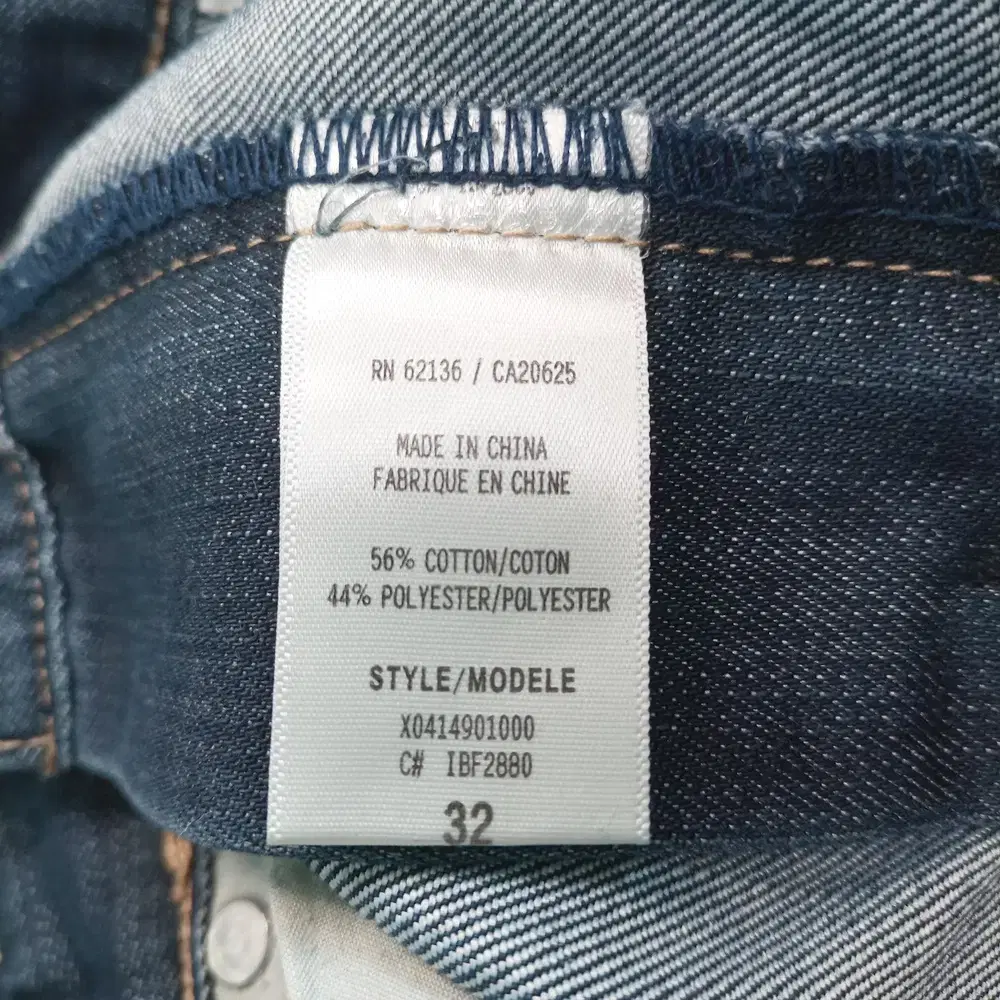 RN 62136 / CA20625
MADE IN CHINA
FABRIQUE EN CHINE
56% COTTON/COTON
44% POLYESTER/POLYESTER
STYLE/MODELE
X0414901000
C# IBF2880
32